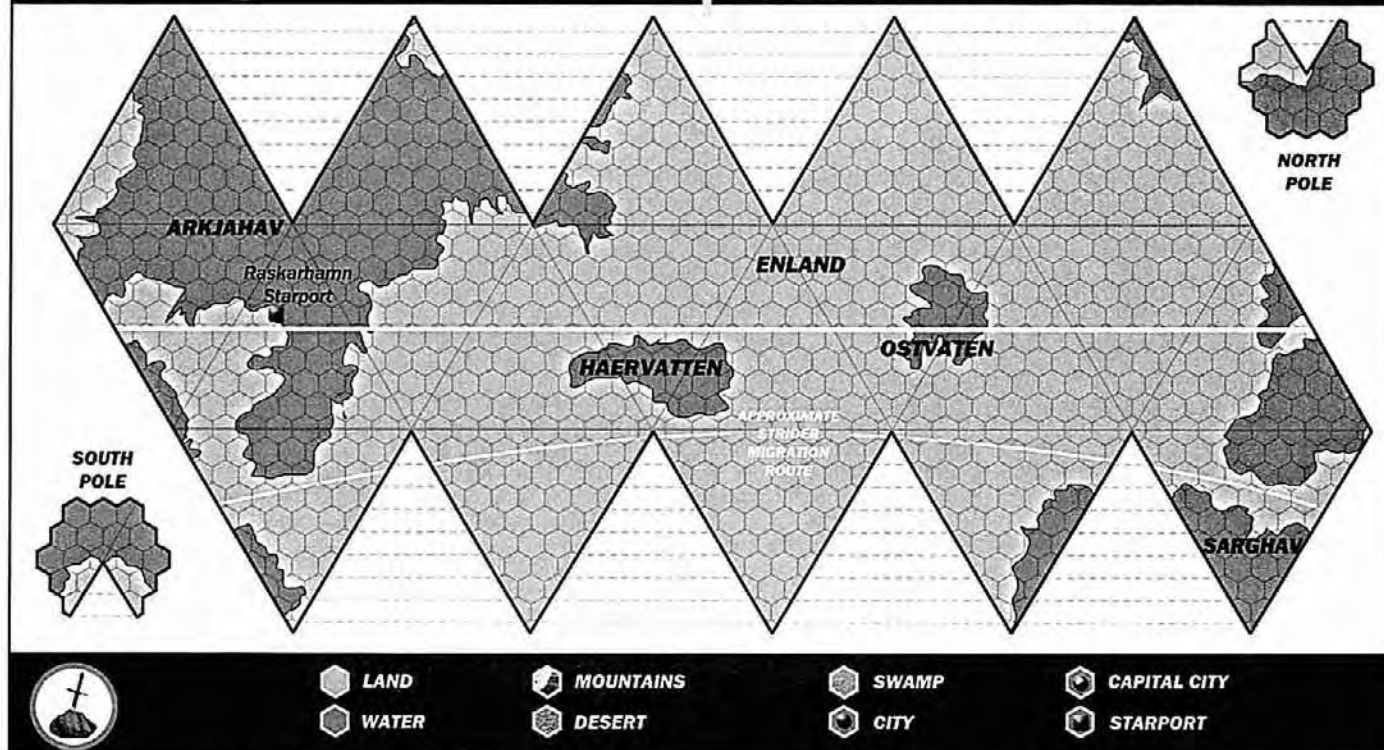 NORTH
POLE
ARKJAHAV
Raskarhamn
Starport
ENLAND
OSTVATEN
HAERVATTEN
APPROXIMATE
STRIDER
MIGRATION
ROUTE
SOUTH
POLE
SARGHAV
LAND
MOUNTAINS
SWAMP
CAPITAL CITY
WATER
DESERT
CITY
STARPORT